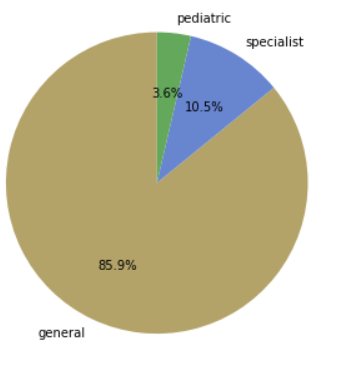 pediatric
specialist
3.6%
10.5%
85.9%
general